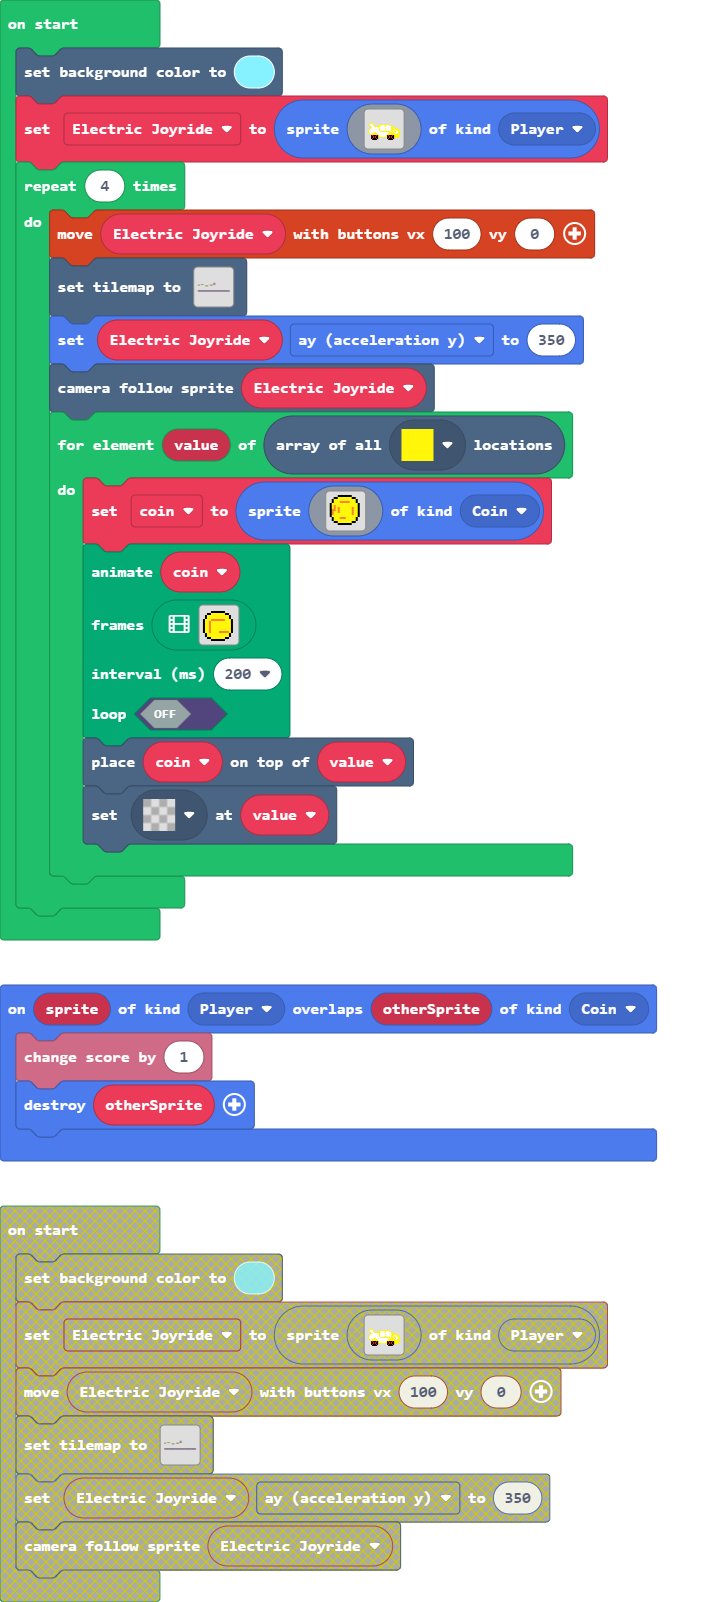 on start
set background color to
set Electric Joyride to sprite of kind Player
repeat 4 times
do
move Electric Joyride with buttons vx 100 vy 0
set tilemap to
set Electric Joyride ay (acceleration y) to 350
camera follow sprite Electric Joyride
for element value of array of all locations
do
set coin to sprite of kind Coin
animate coin
frames
interval (ms) 200
loop OFF
place coin on top of value
set at value
on sprite of kind Player overlaps otherSprite of kind Coin
change score by 1
destroy otherSprite
on start
set background color to
set Electric Joyride to sprite of kind Player
move Electric Joyride with buttons vx 100 vy 0
set tilemap to
set Electric Joyride ay (acceleration y) to 350
camera follow sprite Electric Joyride